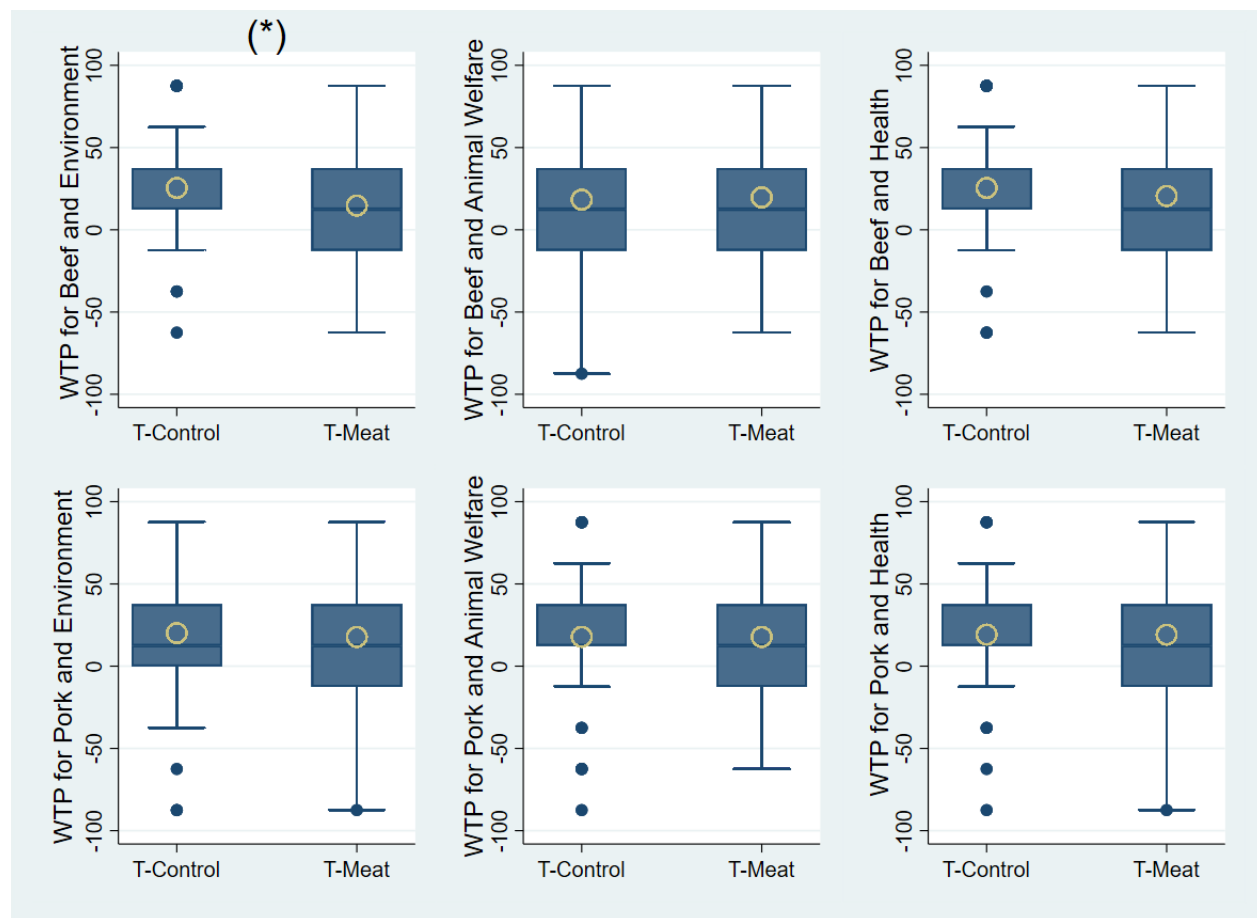 (*)
WTP for Beef and Environment
100
50
0
-50
-100
T-Control
T-Meat
WTP for Beef and Animal Welfare
100
50
0
-50
-100
T-Control
T-Meat
WTP for Beef and Health
100
50
0
-50
-100
T-Control
T-Meat
WTP for Pork and Environment
100
50
0
-50
-100
T-Control
T-Meat
WTP for Pork and Animal Welfare
100
50
0
-50
-100
T-Control
T-Meat
WTP for Pork and Health
100
50
0
-50
-100
T-Control
T-Meat